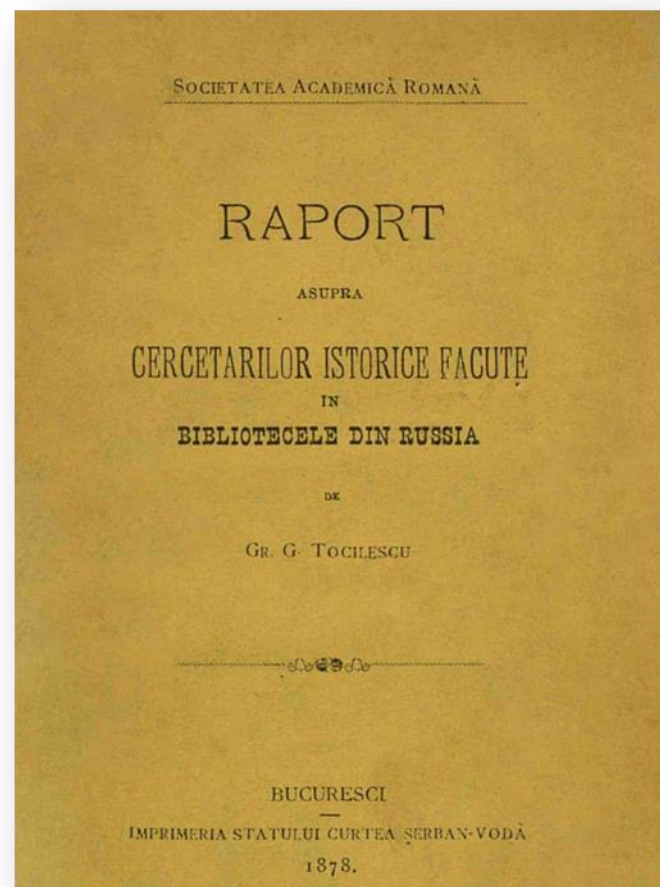 SOCIETATEA ACADEMICĂ ROMANĂ
RAPORT
ASUPRA
CERCETARILOR ISTORICE FACUTE
IN
BIBLIOTECELE DIN RUSSIA
DE
GR. G. TOCILESCU
BUCURESCI
IMPRIMERIA STATULUI CURTEA ȘERBAN-VODĂ
1878.